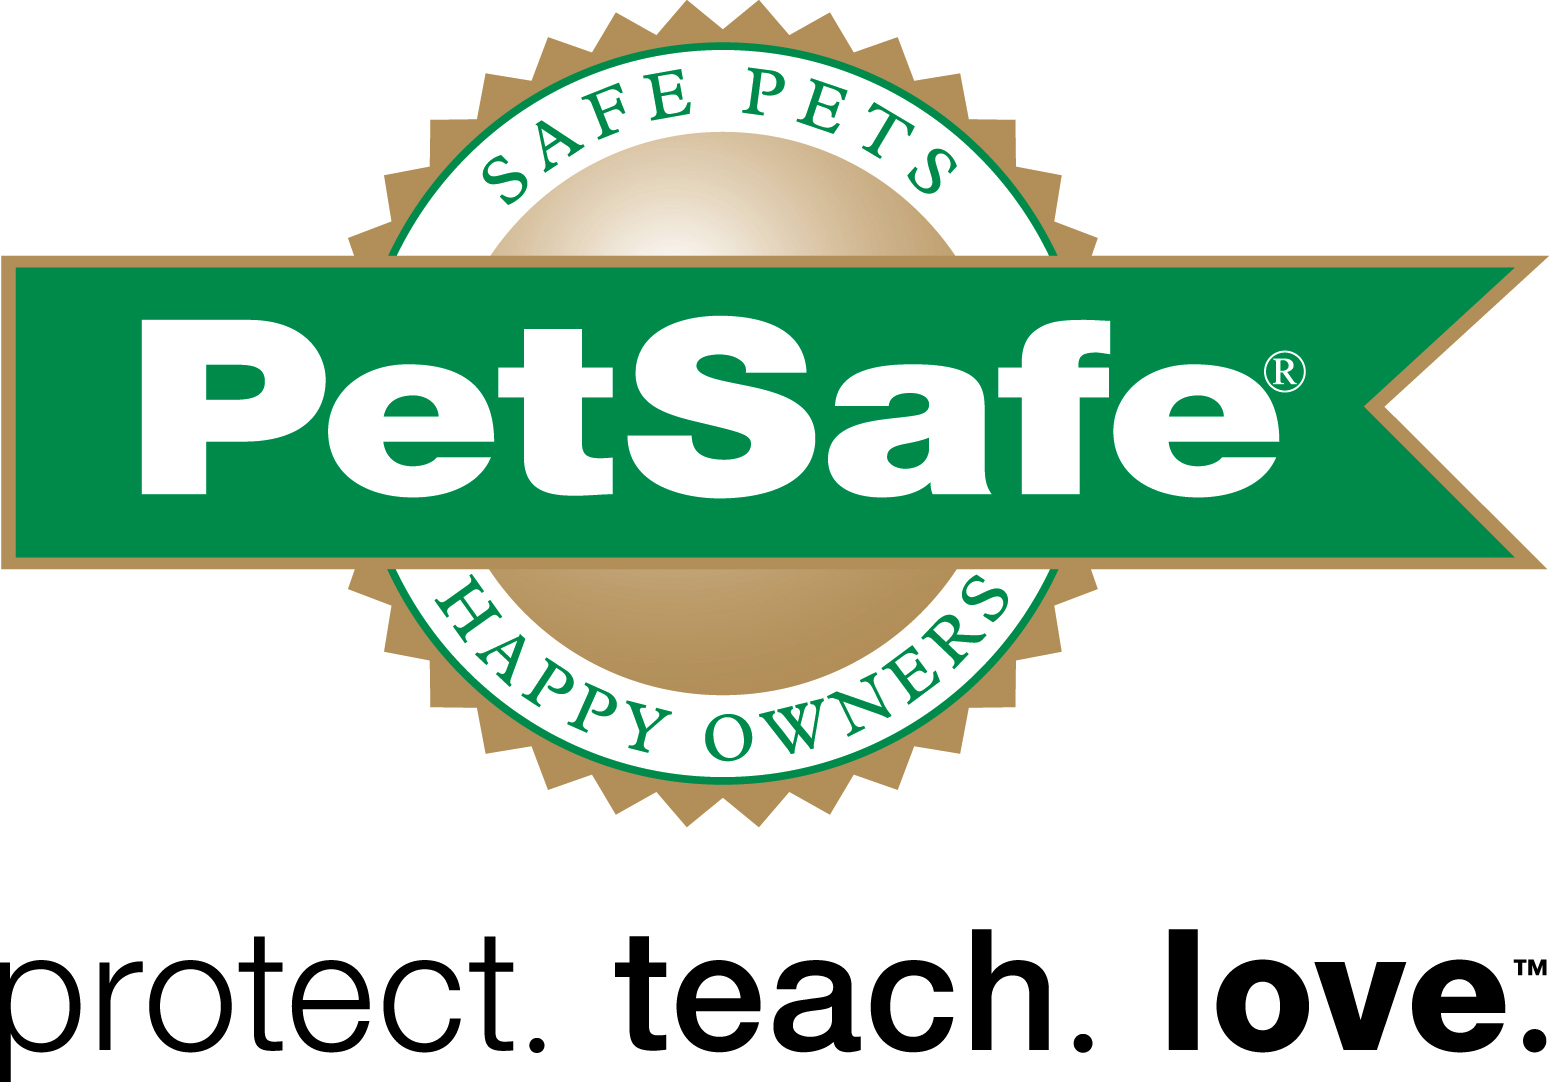 SAFE PETS
PetSafe®
HAPPY OWNERS
protect. teach. love.™